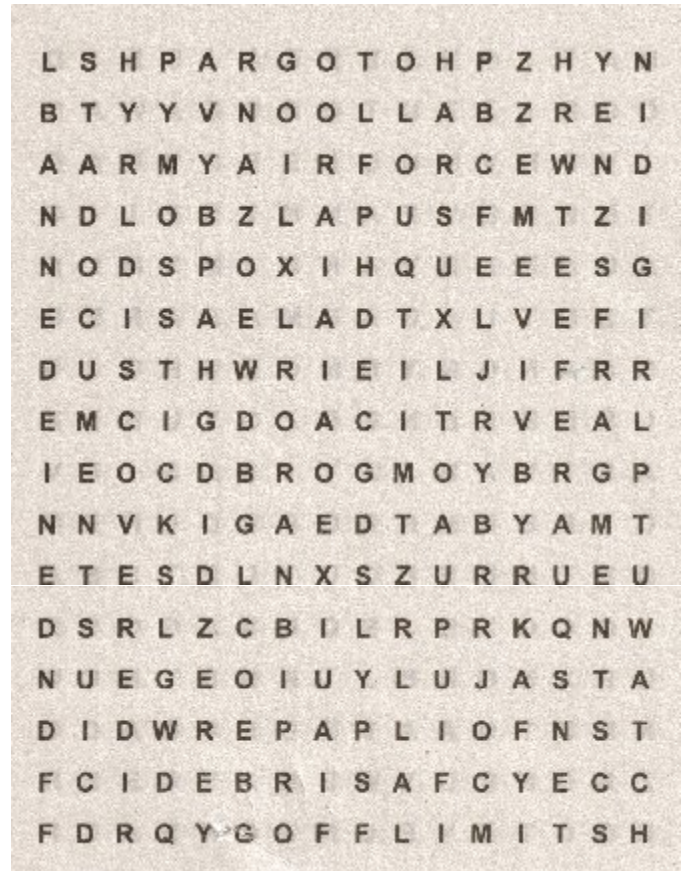 L S H P A R G O T O H P Z H Y N
B T Y Y V N O O L L A B Z R E I
A A R M Y A I R F O R C E W N D
N D L O B Z L A P U S F M T Z I
N O D S P O X I H Q U E E E S G
E C I S A E L A D T X L V E F I
D U S T H W R I E I L J I F R R
E M C I G D O A C I T R V E A L
I E O C D B R O G M O Y B R G P
N N V K I G A E D T A B Y A M T
E T E S D L N X S Z U R R U E U
D S R L Z C B I L R P R K Q N W
N U E G E O I U Y L U J A S T A
D I D W R E P A P L I O F N S T
F C I D E B R I S A F C Y E C C
F D R Q Y G O F F L I M I T S H